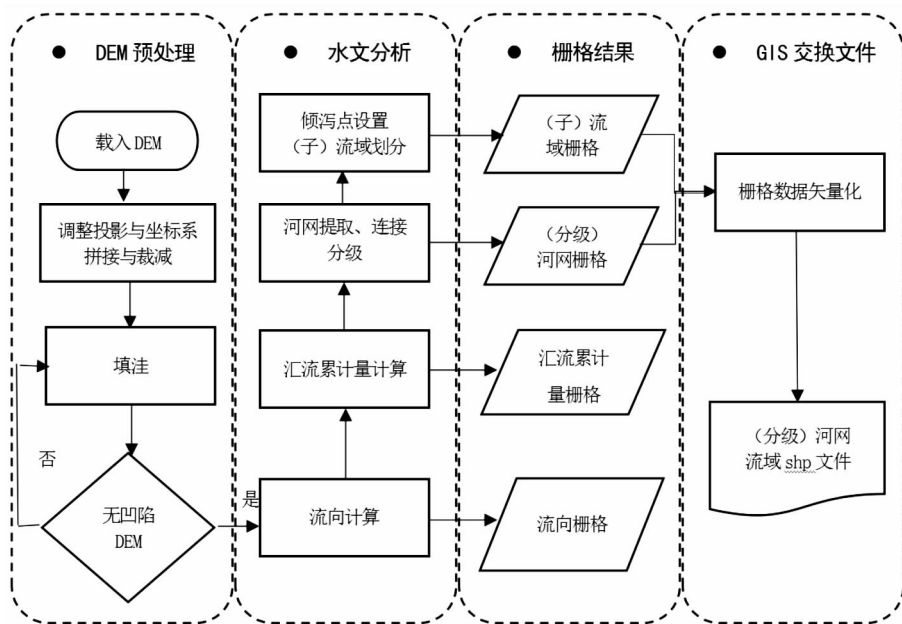 ● DEM 预处理
载入 DEM
调整投影与坐标系
拼接与裁减
填洼
否
无凹陷
DEM
是
● 水文分析
倾泻点设置
（子）流域划分
河网提取、连接
分级
汇流累计量计算
流向计算
● 栅格结果
（子）流
域栅格
（分级）
河网栅格
汇流累计
量栅格
流向栅格
● GIS 交换文件
栅格数据矢量化
（分级）河网
流域 shp 文件